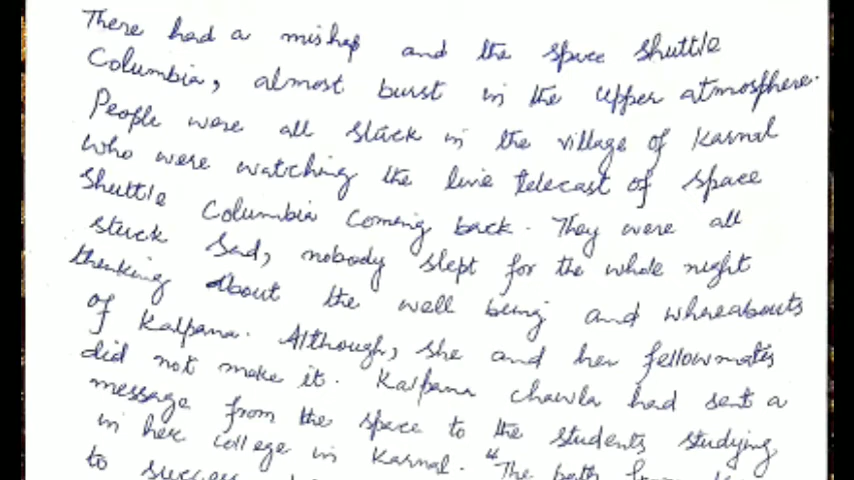 There had a mishap and the space shuttle
Columbia, almost burst in the upper atmosphere.
People were all stuck in the village of Karnal
who were watching the live telecast of space
shuttle Columbia coming back. They were all
stuck sad, nobody slept for the whole night
thinking about the well being and whereabouts
of Kalpana. Although, she and her fellowmates
did not make it. Kalpana chawla had sent a
message from the space to the students studying
in her college in Karnal. "The path from
to success